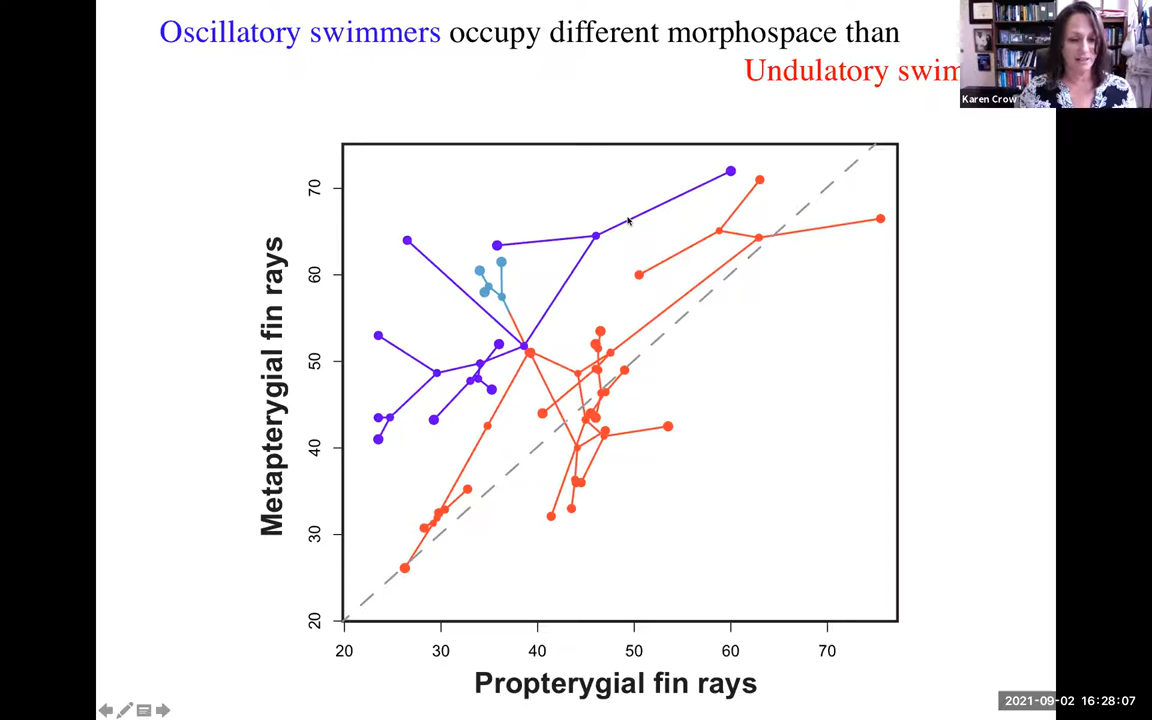 Oscillatory swimmers occupy different morphospace than
Undulatory swim
Karen Crow
70
60
50
40
30
20
Metapterygial fin rays
20 30 40 50 60 70
Propterygial fin rays
2021-09-02 16:28:07